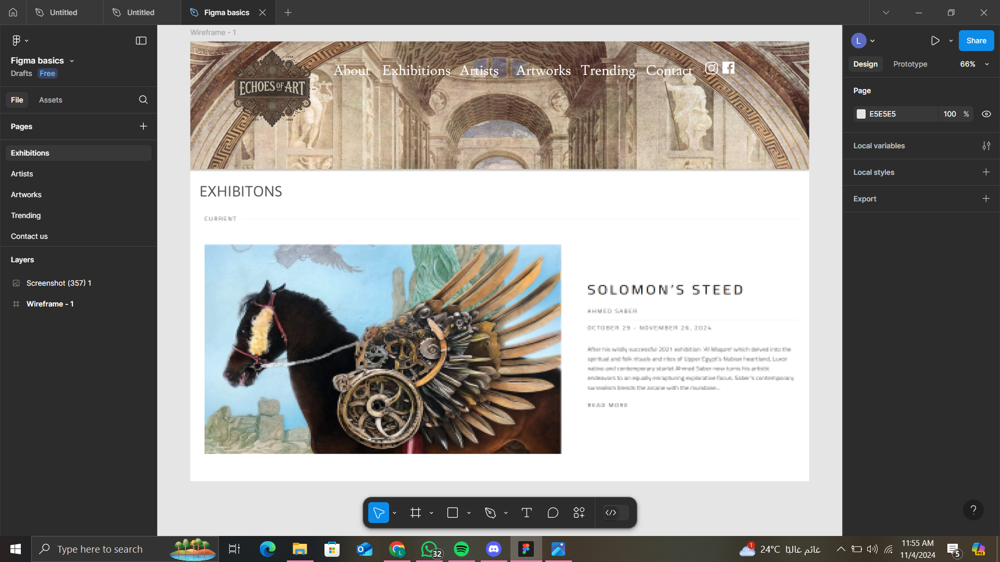 Untitled
Untitled
Figma basics
Figma basics
Drafts Free
File Assets
Pages
Exhibitions
Artists
Artworks
Trending
Contact us
Layers
Screenshot (357) 1
Wireframe - 1
Wireframe - 1
ECHOES OF ART
About Exhibitions Artists Artworks Trending Contact
EXHIBITONS
CURRENT
SOLOMON'S STEED
AHMED SABER
OCTOBER 29 - NOVEMBER 26, 2024
After his wildly successful 2021 exhibition 'Al Maqam' which delved into the
spiritual and folk rituals and rites of Upper Egypt's Nubian heartland, Luxor
native and contemporary starlet Ahmed Saber now turns his artistic
endeavors to an equally enrapturing explorative focus. Saber's contemporary
surrealism blends the arcane with the mundane...
READ MORE
L
Share
Design Prototype 66%
Page
E5E5E5 100 %
Local variables
Local styles
Export
?
Type here to search
32
1
24°C غائم غالبًا
11:55 AM
11/4/2024
5
PRE